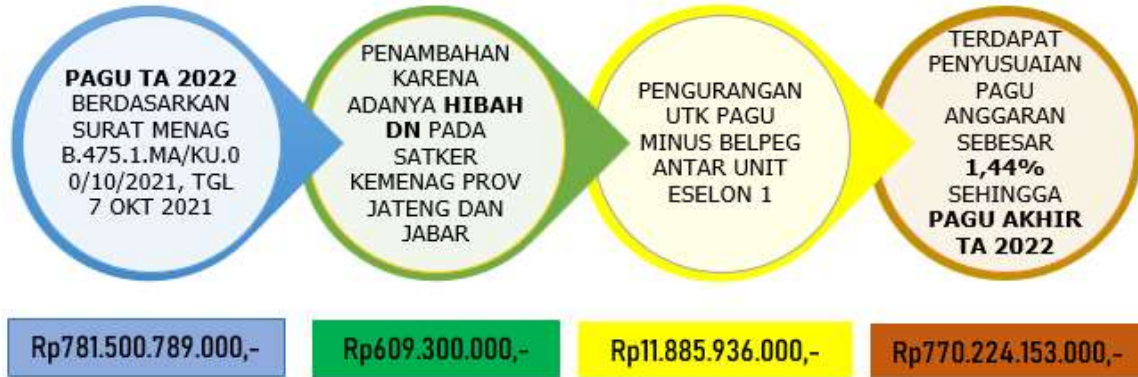 PAGU TA 2022
BERDASARKAN
SURAT MENAG
B.475.1.MA/KU.0
0/10/2021, TGL
7 OKT 2021
PENAMBAHAN
KARENA
ADANYA HIBAH
DN PADA
SATKER
KEMENAG PROV
JATENG DAN
JABAR
PENGURANGAN
UTK PAGU
MINUS BELPEG
ANTAR UNIT
ESELON 1
TERDAPAT
PENYUSUAIAN
PAGU
ANGGARAN
SEBESAR
1,44%
SEHINGGA
PAGU AKHIR
TA 2022
Rp781.500.789.000,-
Rp609.300.000,-
Rp11.885.936.000,-
Rp770.224.153.000,-